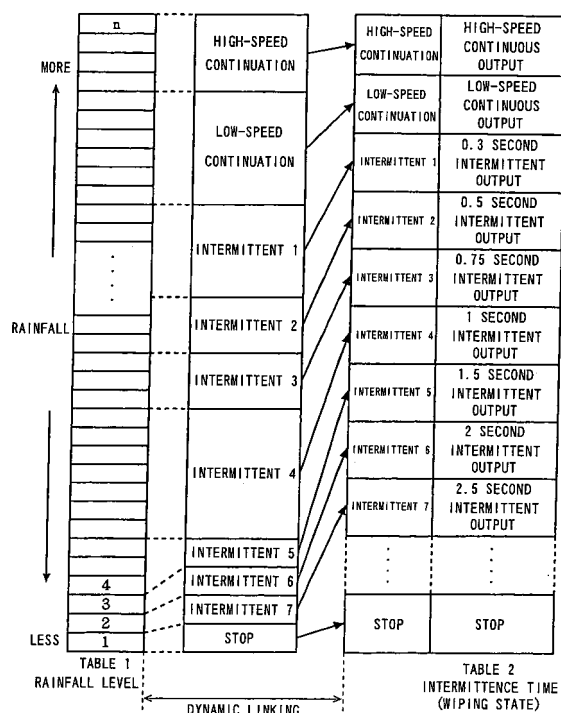 n
MORE
RAINFALL
4
3
2
LESS
1
TABLE 1
RAINFALL LEVEL
HIGH-SPEED
CONTINUATION
LOW-SPEED
CONTINUATION
INTERMITTENT 1
INTERMITTENT 2
INTERMITTENT 3
INTERMITTENT 4
INTERMITTENT 5
INTERMITTENT 6
INTERMITTENT 7
STOP
DYNAMIC LINKING
HIGH-SPEED
CONTINUATION
HIGH-SPEED
CONTINUOUS
OUTPUT
LOW-SPEED
CONTINUATION
LOW-SPEED
CONTINUOUS
OUTPUT
INTERMITTENT 1
0.3 SECOND
INTERMITTENT
OUTPUT
INTERMITTENT 2
0.5 SECOND
INTERMITTENT
OUTPUT
INTERMITTENT 3
0.75 SECOND
INTERMITTENT
OUTPUT
INTERMITTENT 4
1 SECOND
INTERMITTENT
OUTPUT
INTERMITTENT 5
1.5 SECOND
INTERMITTENT
OUTPUT
INTERMITTENT 6
2 SECOND
INTERMITTENT
OUTPUT
INTERMITTENT 7
2.5 SECOND
INTERMITTENT
OUTPUT
STOP
STOP
TABLE 2
INTERMITTENCE TIME
(WIPING STATE)